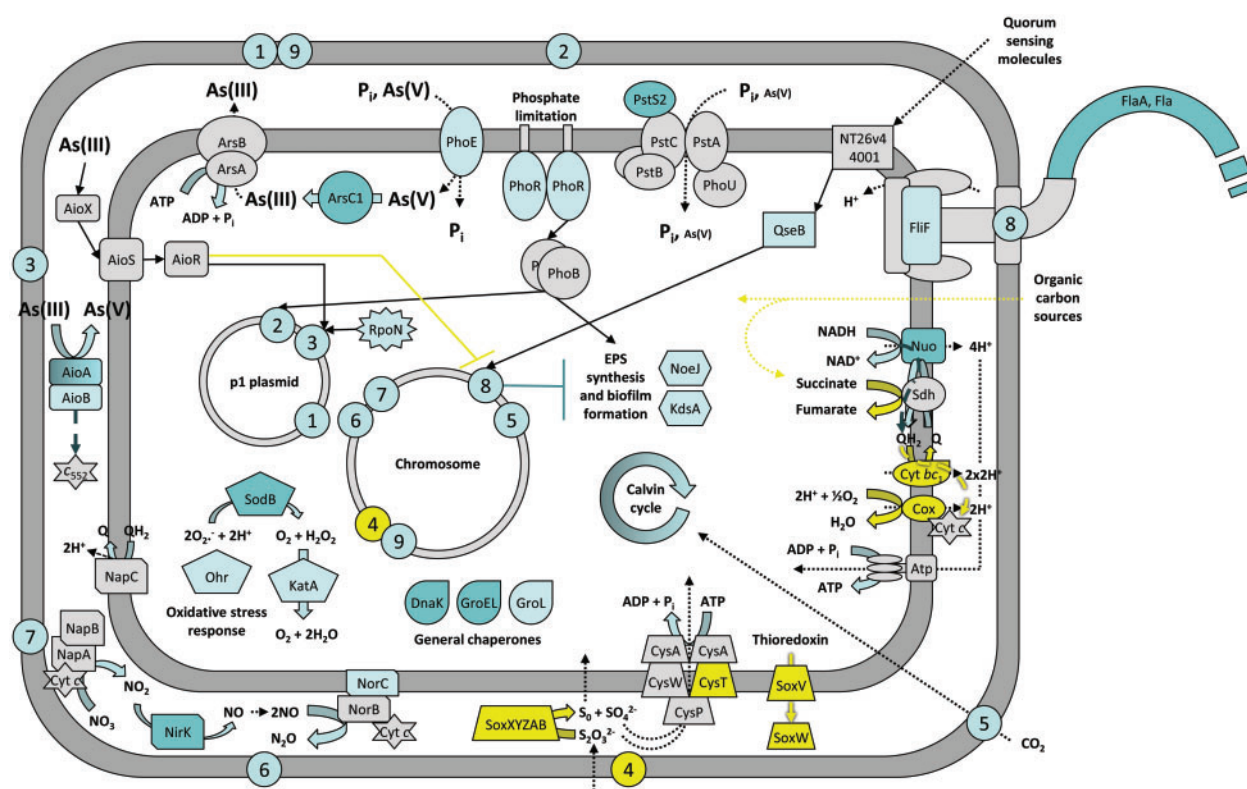 1
9
2
Quorum
sensing
molecules
FlaA, Fla
As(III)
Pi, As(V)
Phosphate
limitation
PstS2
Pi, As(V)
ArsB
ArsA
PhoE
PstC
PstA
NT26v4
4001
As(III)
AioX
ATP
ADP + Pi
As(III)
ArsC1
As(V)
PhoR
PhoR
PstB
PhoU
H+
Pi
Pi, As(V)
QseB
FliF
8
AioS
AioR
PhoB
3
As(III)
As(V)
Organic
carbon
sources
2
3
RpoN
NADH
NAD+
Nuo
4H+
AioA
AioB
p1 plasmid
EPS
synthesis
and biofilm
formation
NoeJ
KdsA
8
7
6
5
1
Succinate
Fumarate
Sdh
QH2
Q
c552
Chromosome
Cyt bc1
2x2H+
SodB
Calvin
cycle
2H+ + ½O2
H2O
Cox
2H+
Cyt c
4
9
2O2.- + 2H+
O2 + H2O2
Q
QH2
2H+
NapC
Ohr
KatA
ADP + Pi
ATP
Atp
Oxidative stress
response
O2 + 2H2O
DnaK
GroEL
GroL
General chaperones
ADP + Pi
ATP
Thioredoxin
7
NapB
NapA
Cyt c
CysA
CysA
CysW
CysT
CysP
SoxV
SoxW
NO2
NO3
NirK
NO
2NO
N2O
NorC
NorB
Cyt c
SoxXYZAB
S0 + SO42-
S2O32-
5
CO2
6
4